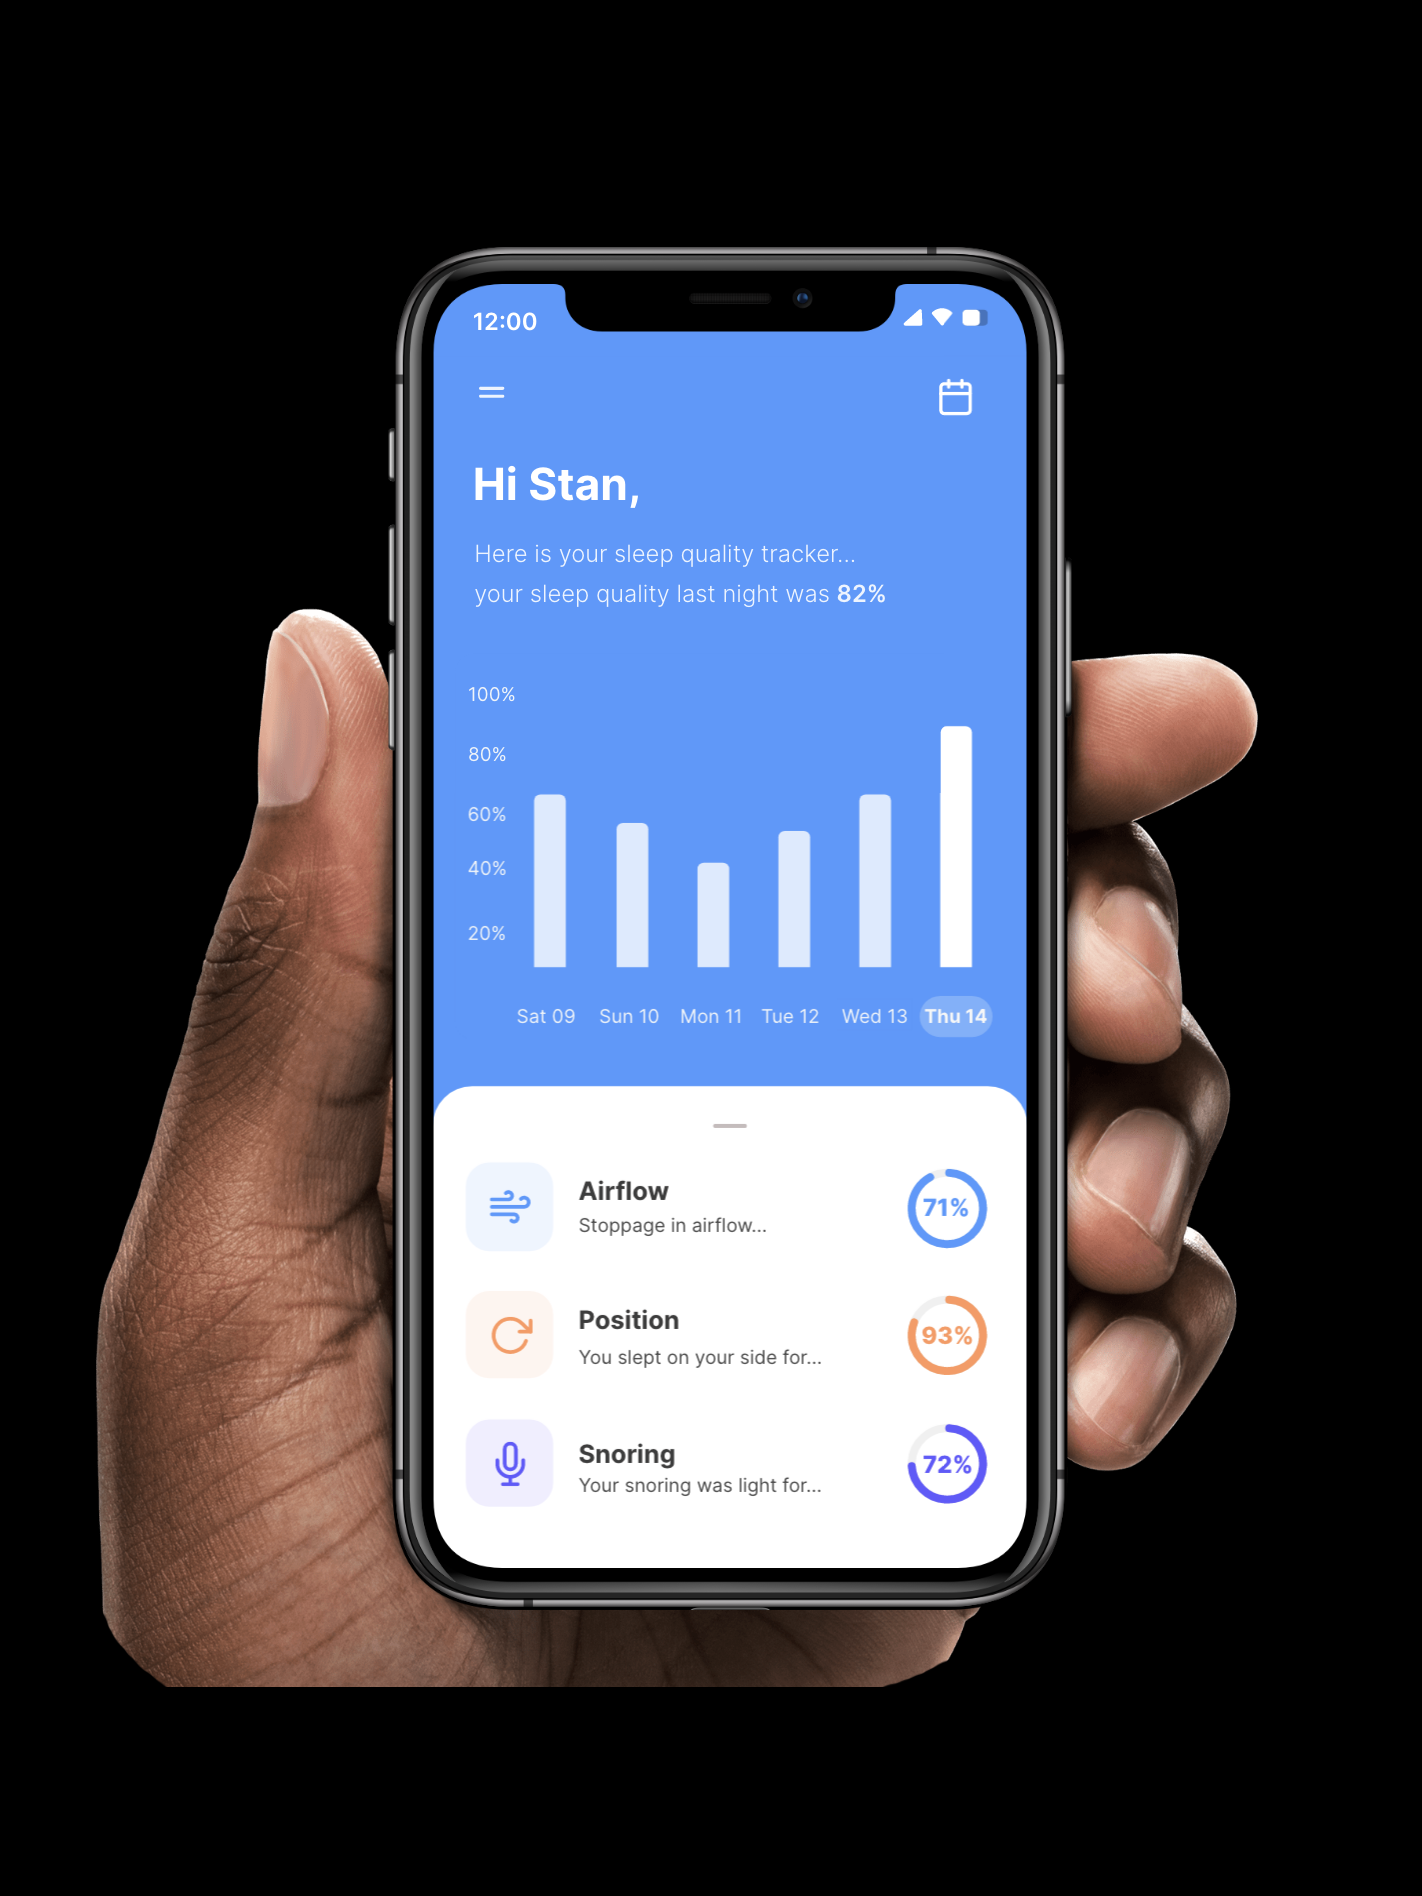 12:00
Hi Stan,
Here is your sleep quality tracker...
your sleep quality last night was 82%
100%
80%
60%
40%
20%
Sat 09 Sun 10 Mon 11 Tue 12 Wed 13 Thu 14
Airflow
Stoppage in airflow...
71%
Position
You slept on your side for...
93%
Snoring
Your snoring was light for...
72%